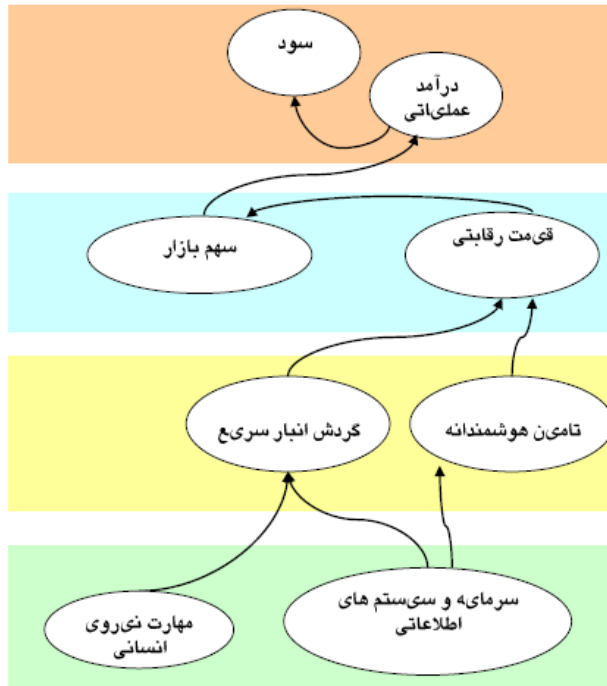 سود
درآمد
عملیاتی
قیمت رقابتی
سهم بازار
تامین هوشمندانه
گردش انبار سریع
سرمایه و سیستم های
اطلاعاتی
مهارت نیروی
انسانی